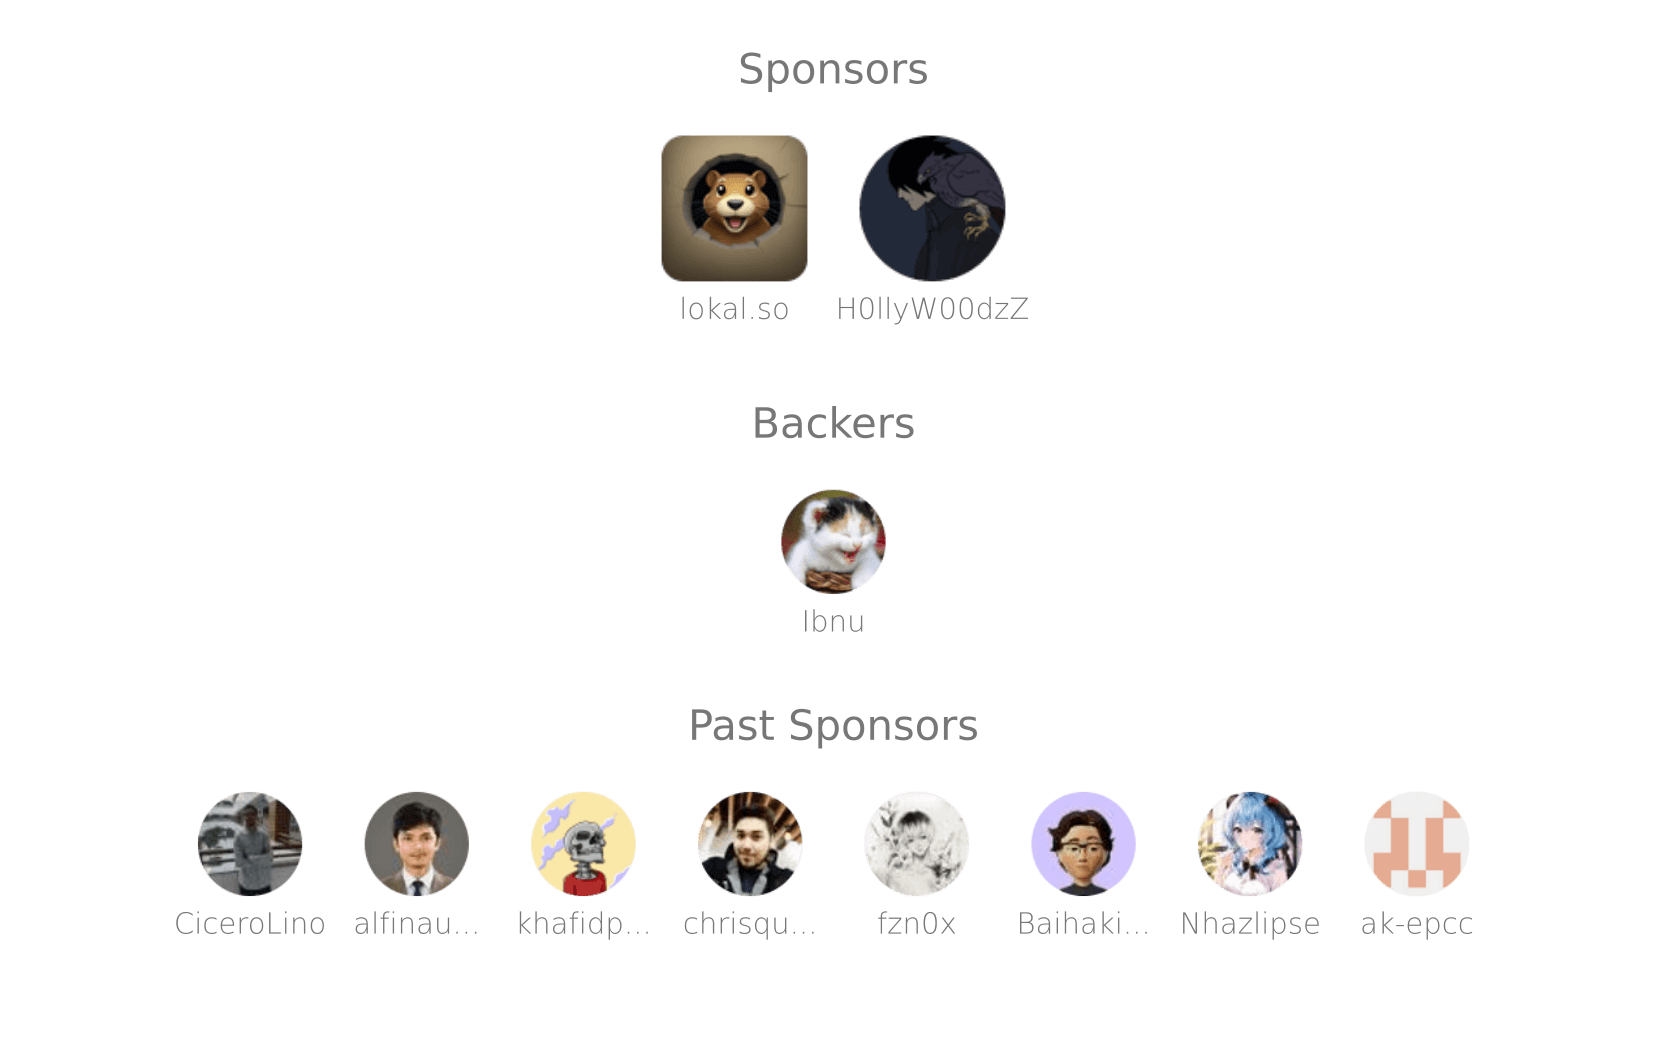 Sponsors
lokal.so H0llyW00dzZ
Backers
Ibnu
Past Sponsors
CiceroLino alfinau... khafidp... chrisqu... fzn0x Baihaki... Nhazlipse ak-epcc